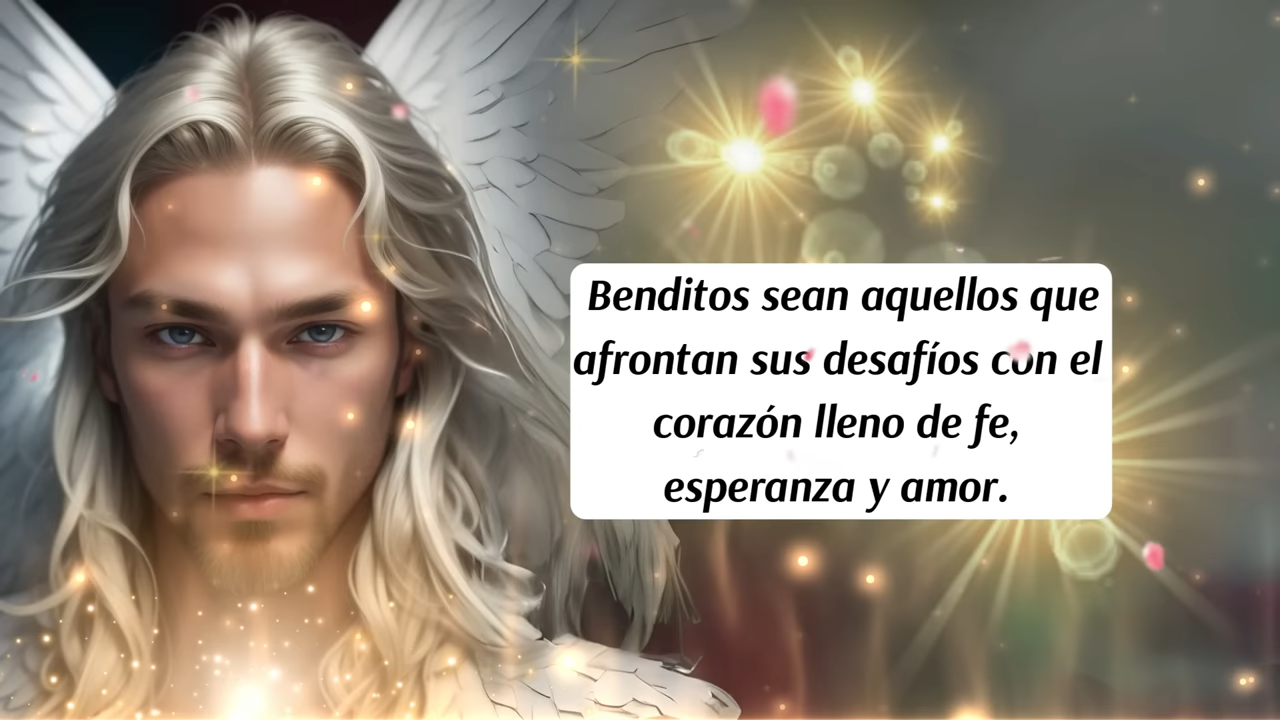 Benditos sean aquellos que
afrontan sus desafíos con el
corazón lleno de fe,
esperanza y amor.